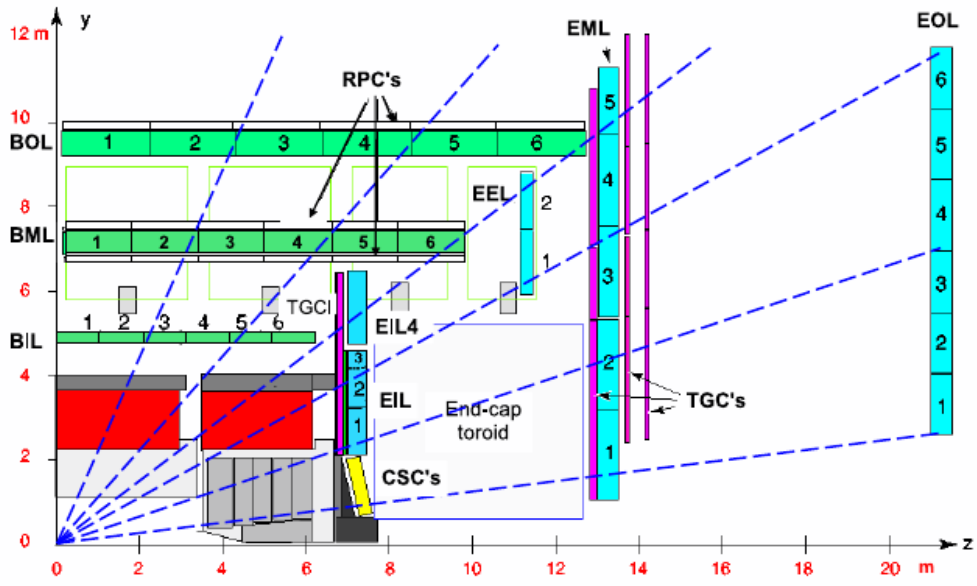 12 m
y
EML
EOL
RPC's
10
BOL
1 2 3 4 5 6
5
6
5
8
EEL
2
4
4
BML
1 2 3 4 5 6
1
6
TGCI
3
3
1 2 3 4 5 6
EIL4
BIL
4
3
2
EIL
2
End-cap
toroid
TGC's
2
1
1
1
CSC's
0
z
0 2 4 6 8 10 12 14 16 18 20 m